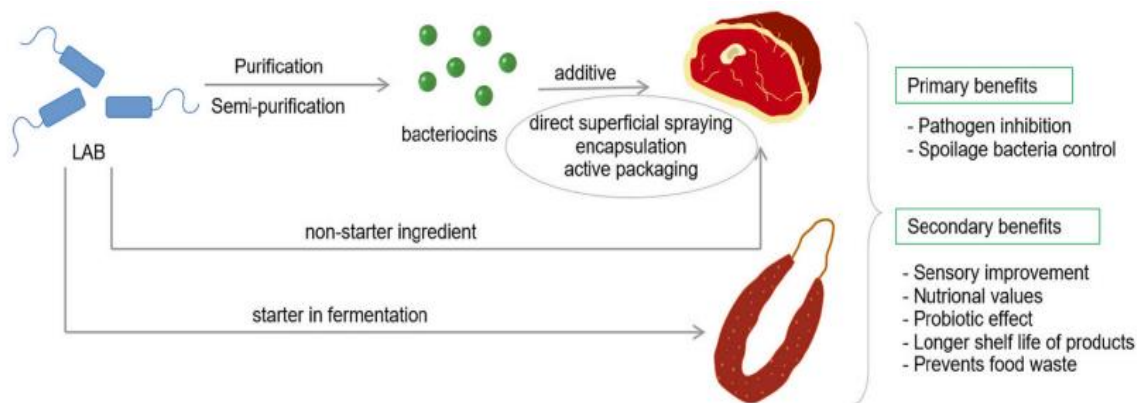 Purification
Semi-purification
LAB
bacteriocins
additive
direct superficial spraying
encapsulation
active packaging
non-starter ingredient
starter in fermentation
Primary benefits
- Pathogen inhibition
- Spoilage bacteria control
Secondary benefits
- Sensory improvement
- Nutrional values
- Probiotic effect
- Longer shelf life of products
- Prevents food waste